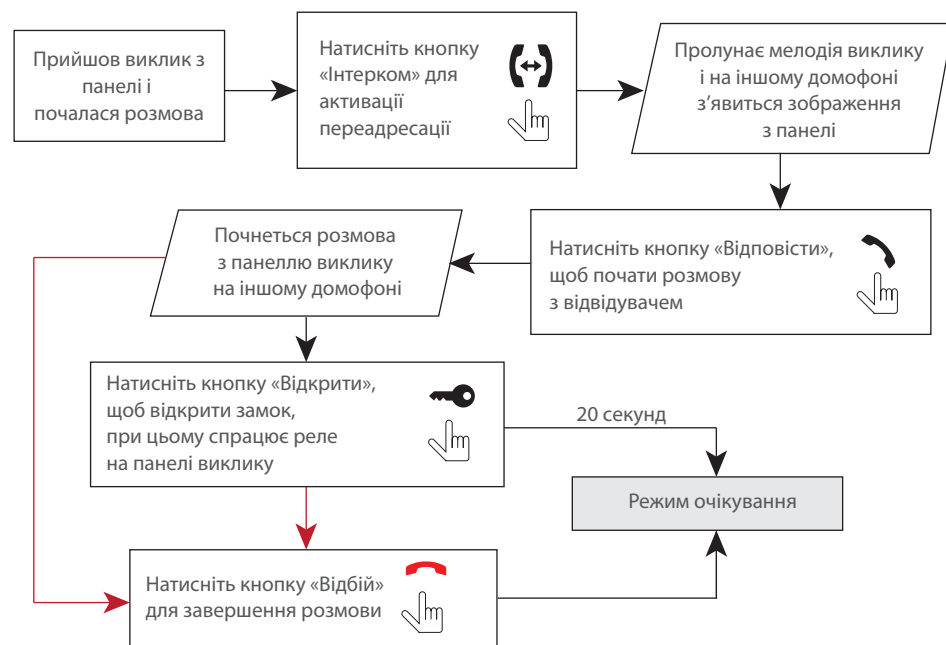 Прийшов виклик з
панелі і
почалася розмова
Натисніть кнопку
«Інтерком» для
активації
переадресації
Пролунає мелодія виклику
і на іншому домофоні
з’явиться зображення
з панелі
Натисніть кнопку «Відповісти»,
щоб почати розмову
з відвідувачем
Почнеться розмова
з панеллю виклику
на іншому домофоні
Натисніть кнопку «Відкрити»,
щоб відкрити замок,
при цьому спрацює реле
на панелі виклику
20 секунд
Режим очікування
Натисніть кнопку «Відбій»
для завершення розмови